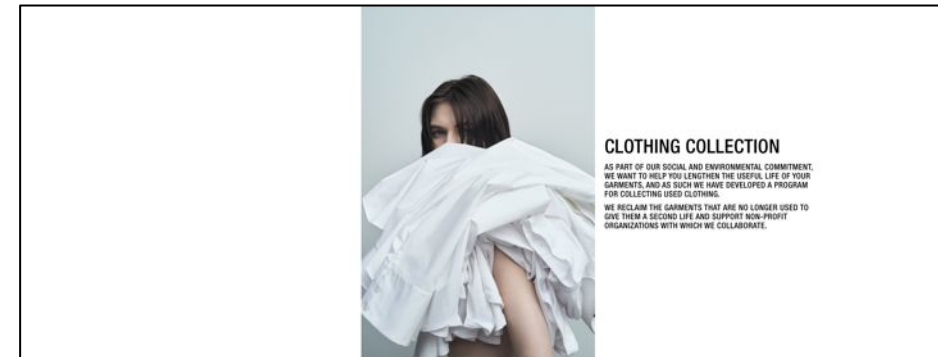 CLOTHING COLLECTION
AS PART OF OUR SOCIAL AND ENVIRONMENTAL COMMITMENT,
WE WANT TO HELP YOU LENGTHEN THE USEFUL LIFE OF YOUR
GARMENTS, AND AS SUCH WE HAVE DEVELOPED A PROGRAM
FOR COLLECTING USED CLOTHING.
WE RECLAIM THE GARMENTS THAT ARE NO LONGER USED TO
GIVE THEM A SECOND LIFE AND SUPPORT NON-PROFIT
ORGANIZATIONS WITH WHICH WE COLLABORATE.